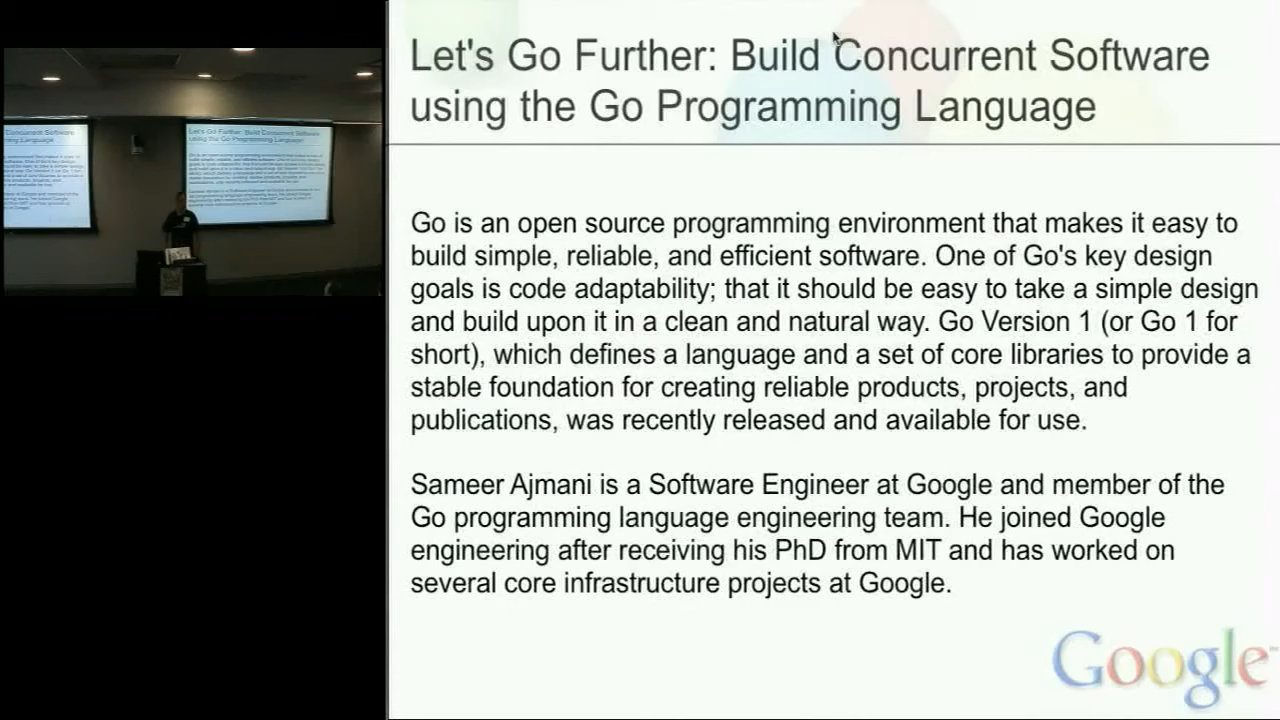 Let's Go Further: Build Concurrent Software
using the Go Programming Language
Go is an open source programming environment that makes it easy to
build simple, reliable, and efficient software. One of Go's key design
goals is code adaptability; that it should be easy to take a simple design
and build upon it in a clean and natural way. Go Version 1 (or Go 1 for
short), which defines a language and a set of core libraries to provide a
stable foundation for creating reliable products, projects, and
publications, was recently released and available for use.
Sameer Ajmani is a Software Engineer at Google and member of the
Go programming language engineering team. He joined Google
engineering after receiving his PhD from MIT and has worked on
several core infrastructure projects at Google.
Google